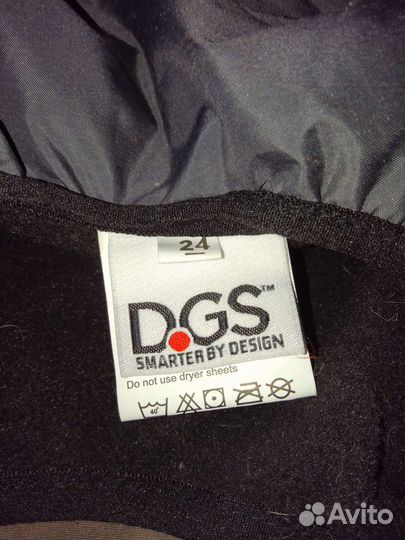 24
D.GS™
SMARTER BY DESIGN
Do not use dryer sheets.
40°
Avito